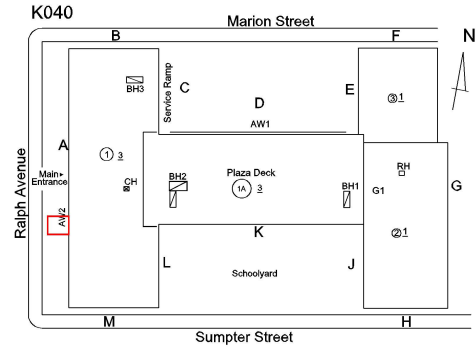 K040
Marion Street
N
B
F
BH3
Service Ramp
C
D
E
③ 1
AW1
A
① 3
Main
Entrance
CH
BH2
Plaza Deck
1A 3
BH1
RH
G1
G
Ralph Avenue
AW2
② 1
K
L
Schoolyard
J
M
H
Sumpter Street